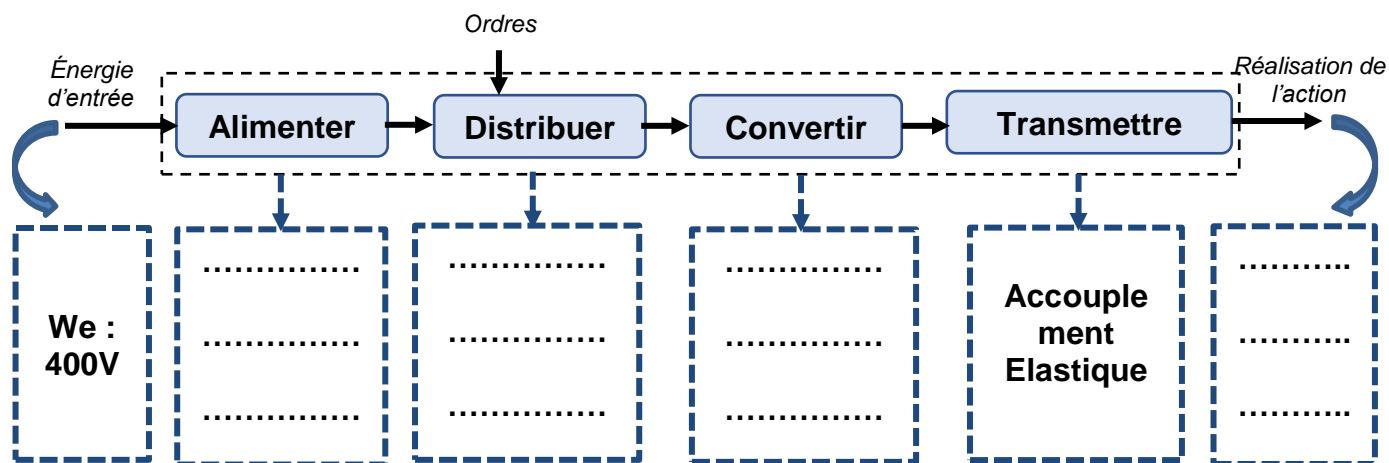 Ordres
Énergie
d’entrée
Réalisation de
l’action
Alimenter
Distribuer
Convertir
Transmettre
We :
400V
……………
……………
……………
……………
……………
……………
……………
……………
……………
Accouple
ment
Elastique
………..
………..
………..